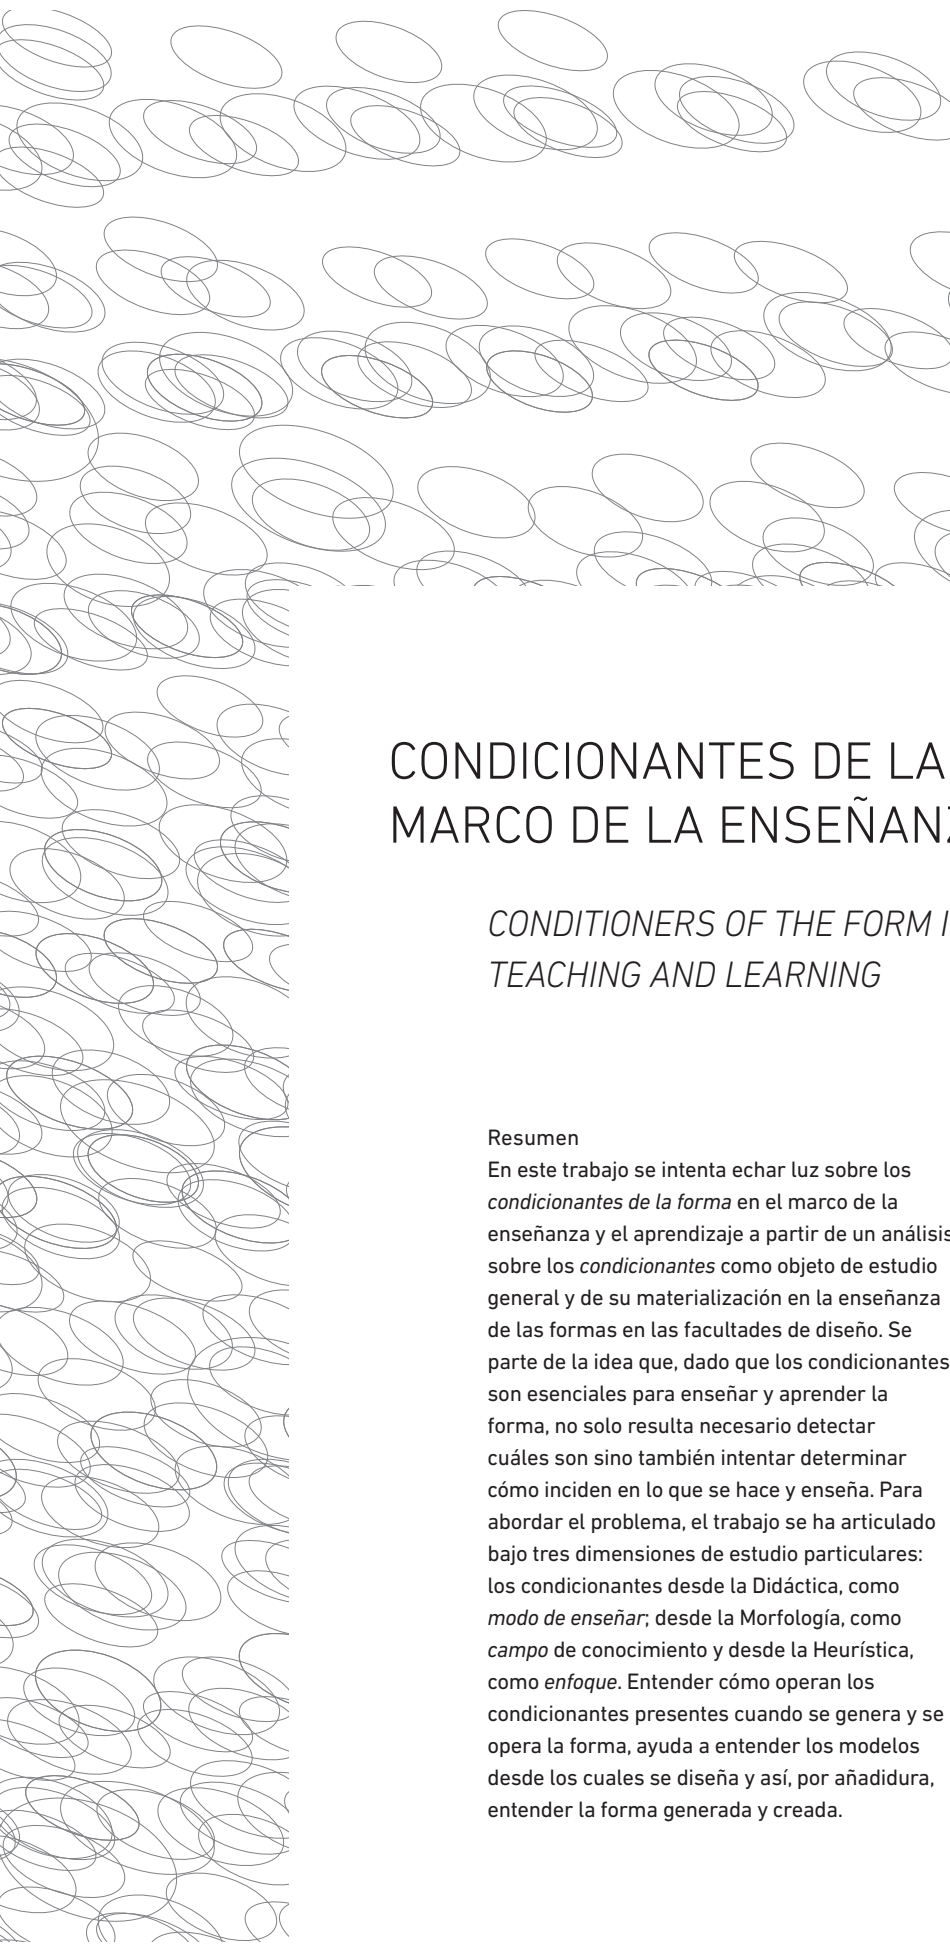 CONDICIONANTES DE LA
MARCO DE LA
CONDITIONERS OF THE FORM
TEACHING AND LEARNING
Resumen
En este trabajo se intenta echar luz sobre los
condicionantes de la forma en el marco de la
enseñanza y el aprendizaje a partir de un análisis
sobre los condicionantes como objeto de estudio
general y de su materialización en la enseñanza
de las formas en las facultades de diseño. Se
parte de la idea que, dado que los condicionantes
son esenciales para enseñar y aprender la
forma, no solo resulta necesario detectar
cuáles son sino también intentar determinar
cómo inciden en lo que se hace y enseña. Para
abordar el problema, el trabajo se ha articulado
bajo tres dimensiones de estudio particulares:
los condicionantes desde la Didáctica, como
modo de enseñar; desde la Morfología, como
campo de conocimiento y desde la Heurística,
como enfoque. Entender cómo operan los
condicionantes presentes cuando se genera y se
opera la forma, ayuda a entender los modelos
desde los cuales se diseña y así, por añadidura,
entender la forma generada y creada.